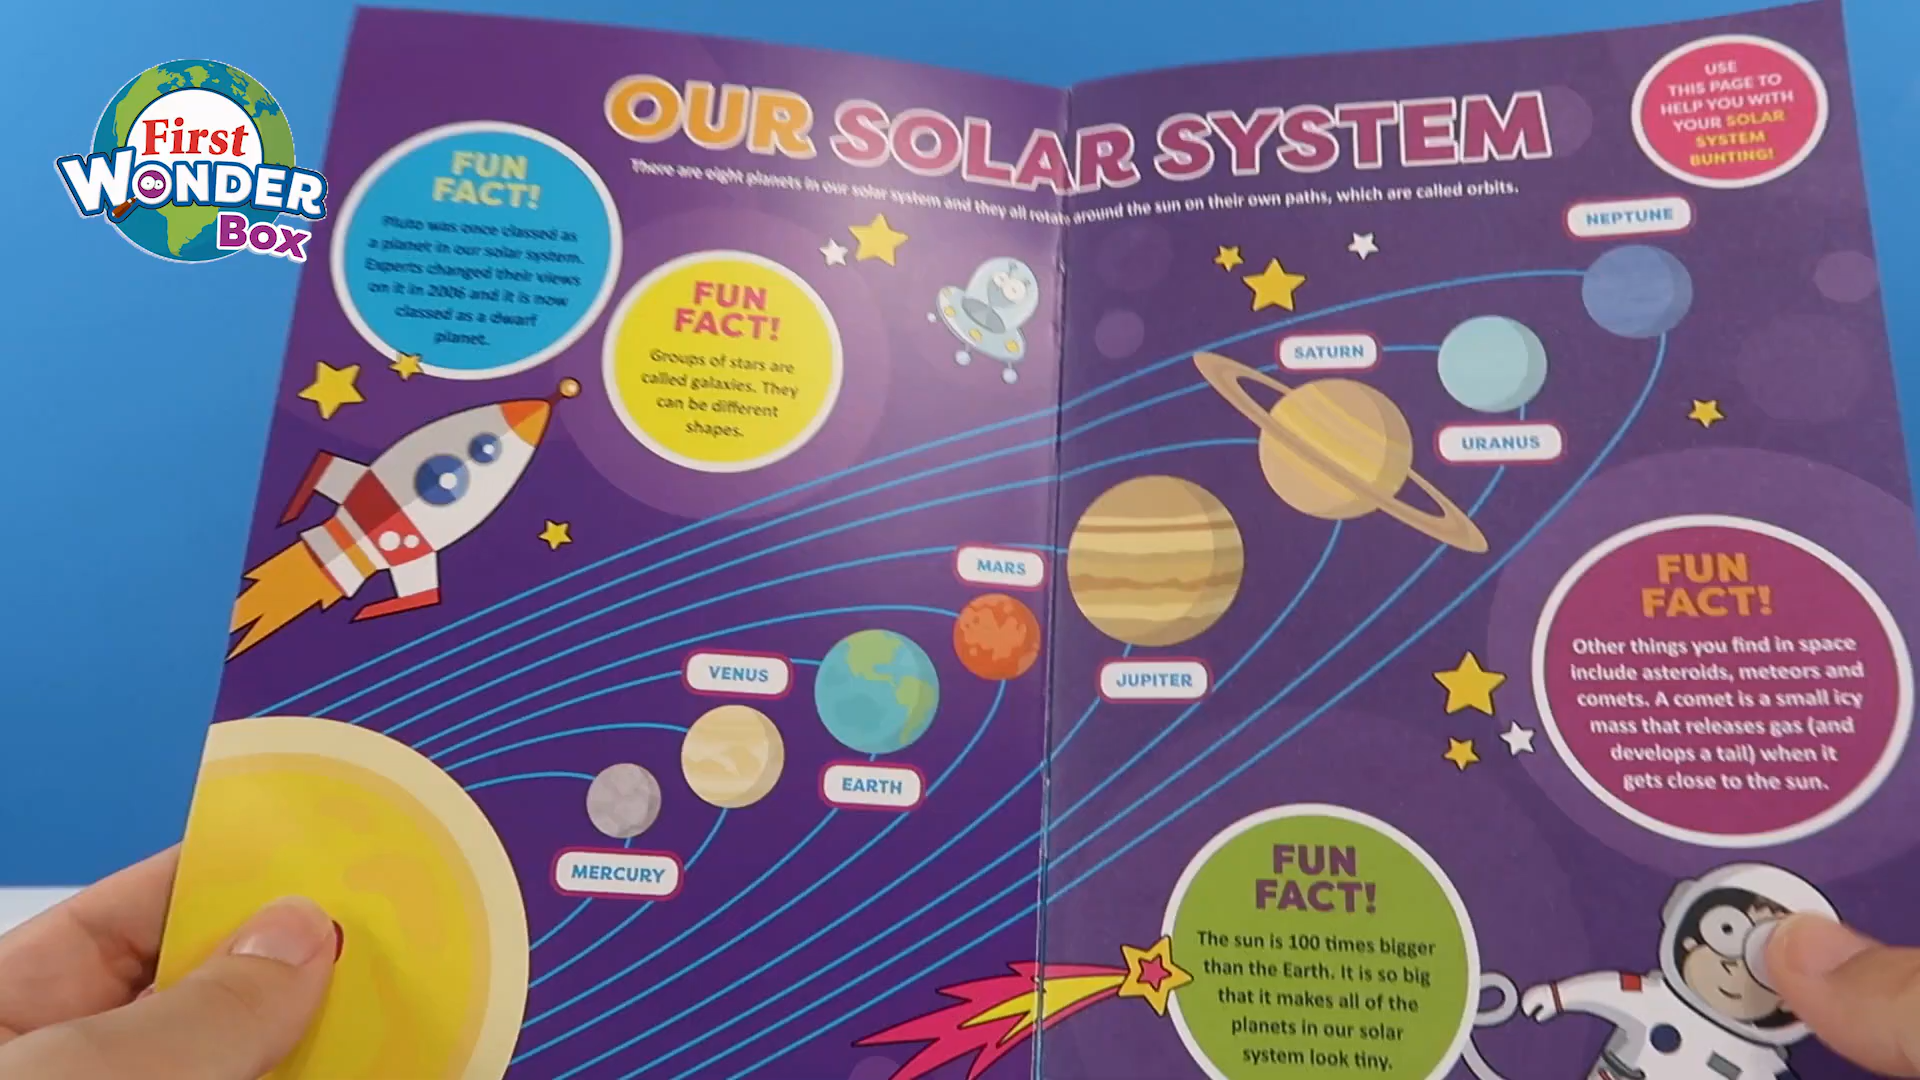 First
WONDER
Box
OUR SOLAR SYSTEM
There are eight planets in our solar system and they all rotate around the sun on their own paths, which are called orbits.
USE
THIS PAGE TO
HELP YOU WITH
YOUR SOLAR
SYSTEM
BUNTING!
FUN
FACT!
Pluto was once classed as
a planet in our solar system.
Experts changed their views
on it in 2006 and it is now
classed as a dwarf
planet.
FUN
FACT!
Groups of stars are
called galaxies. They
can be different
shapes.
NEPTUNE
SATURN
URANUS
MARS
JUPITER
VENUS
EARTH
MERCURY
FUN
FACT!
Other things you find in space
include asteroids, meteors and
comets. A comet is a small icy
mass that releases gas (and
develops a tail) when it
gets close to the sun.
FUN
FACT!
The sun is 100 times bigger
than the Earth. It is so big
that it makes all of the
planets in our solar
system look tiny.